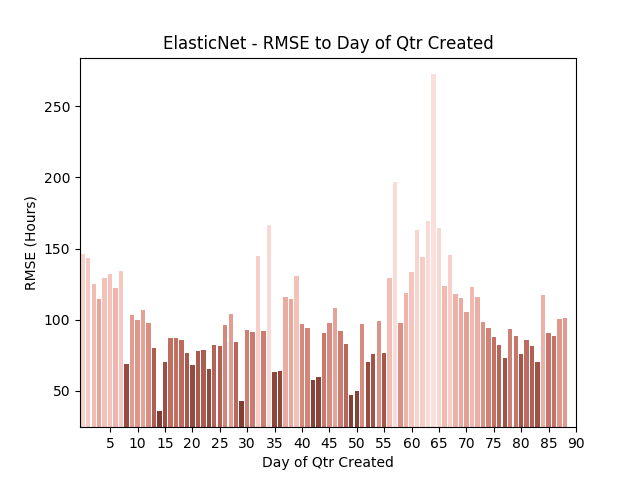 ElasticNet - RMSE to Day of Qtr Created
RMSE (Hours)
250
200
150
100
50
5 10 15 20 25 30 35 40 45 50 55 60 65 70 75 80 85 90
Day of Qtr Created